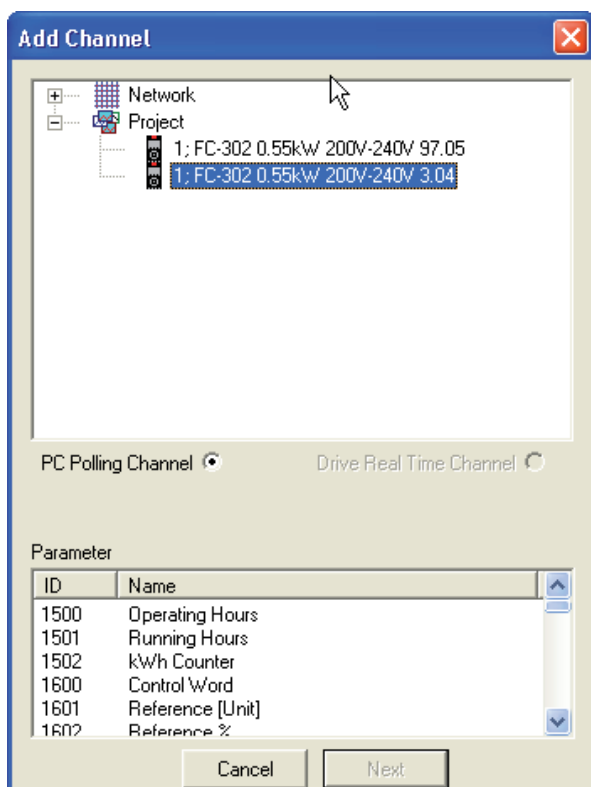 Add Channel
Network
Project
1; FC-302 0.55kW 200V-240V 97.05
1; FC-302 0.55kW 200V-240V 3.04
PC Polling Channel Drive Real Time Channel
Parameter
ID Name
1500 Operating Hours
1501 Running Hours
1502 kWh Counter
1600 Control Word
1601 Reference [Unit]
1602 Reference %
Cancel Next